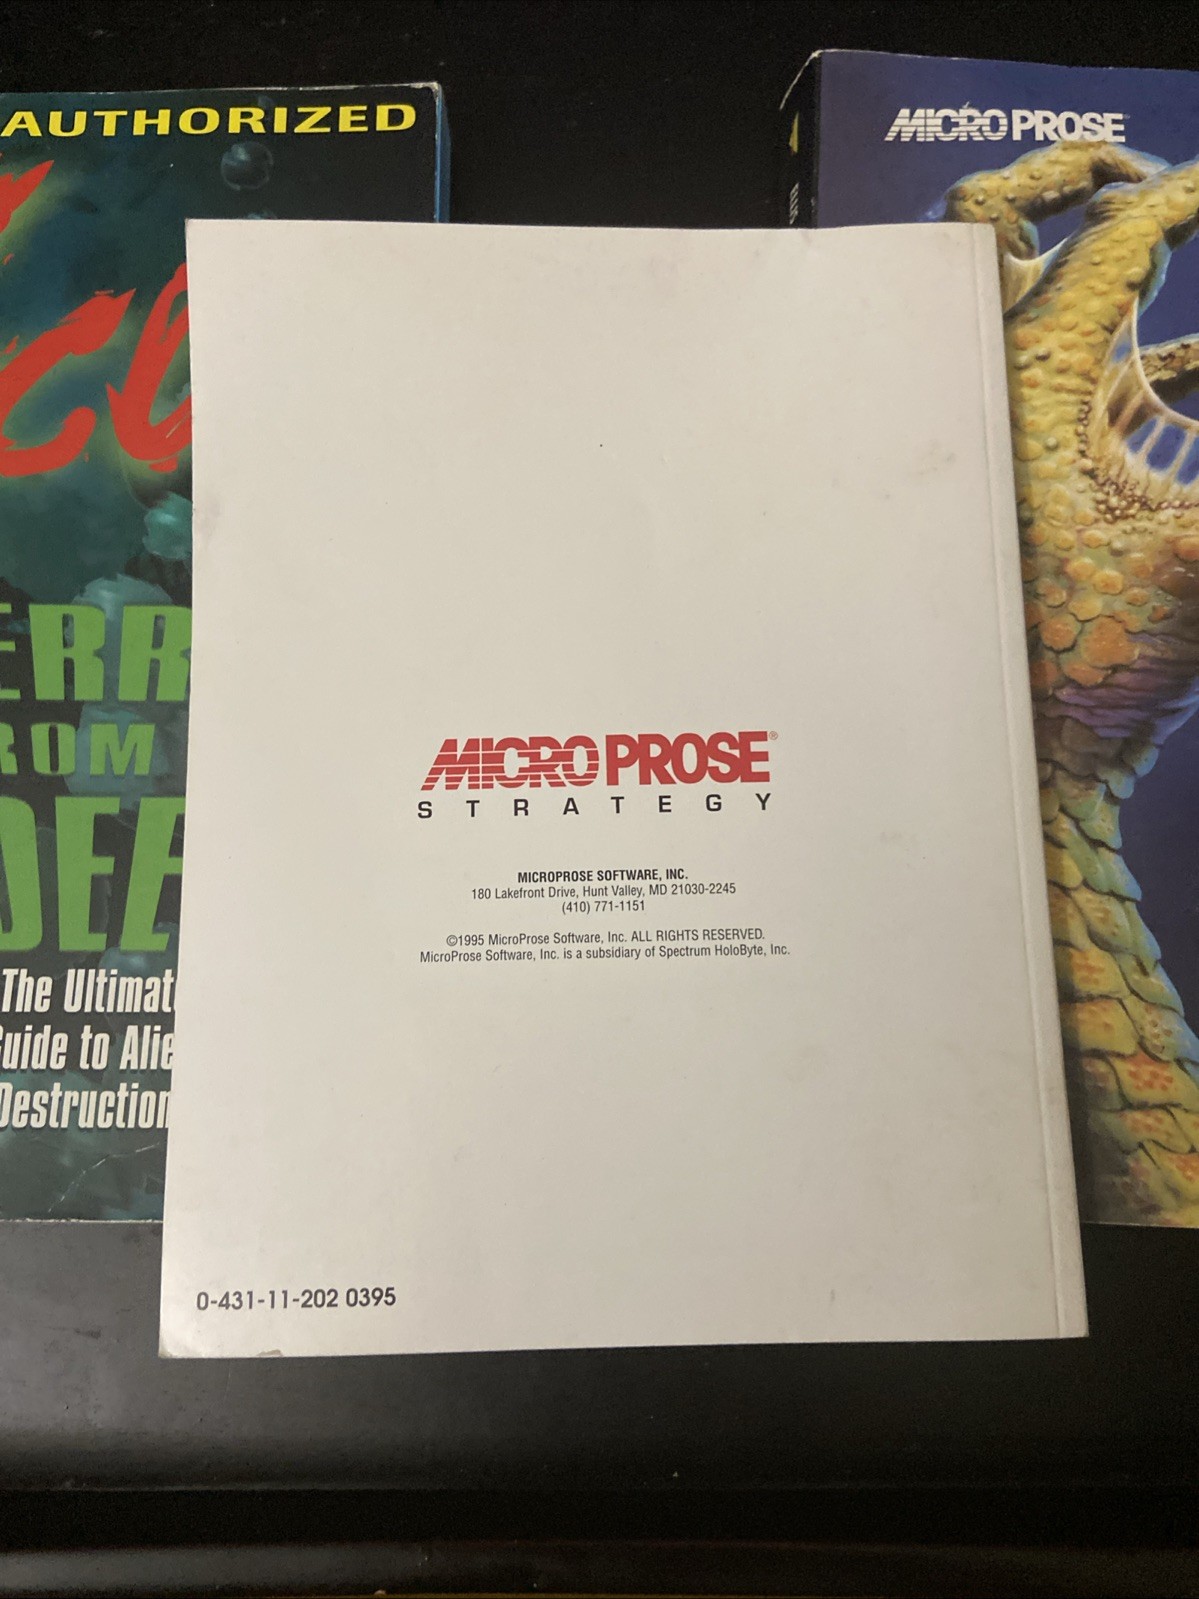 AUTHORIZED
ERR
ROM
DEE
The Ultimat
Guide to Alie
Destruction
MICROPROSE
MICROPROSE®
STRATEGY
MICROPROSE SOFTWARE, INC.
180 Lakefront Drive, Hunt Valley, MD 21030-2245
(410) 771-1151
©1995 MicroProse Software, Inc. ALL RIGHTS RESERVED.
MicroProse Software, Inc. is a subsidiary of Spectrum HoloByte, Inc.
0-431-11-202 0395